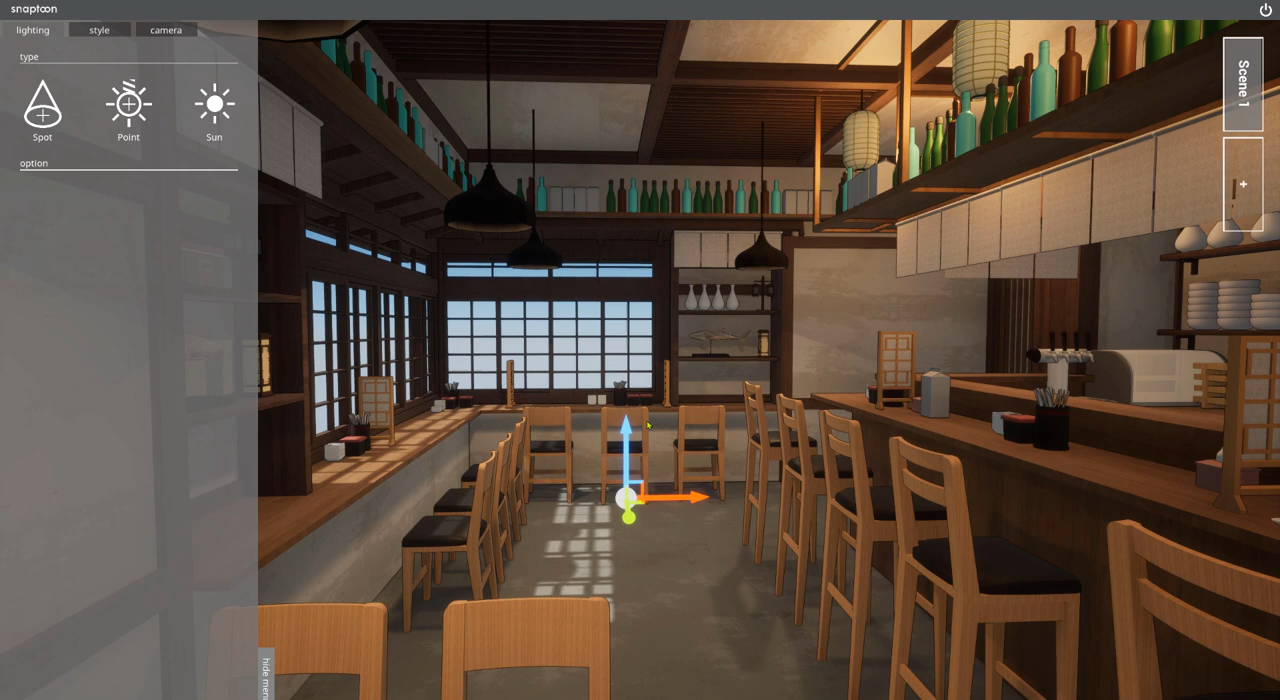 snaptoon
lighting
style
camera
type
Spot
Point
Sun
option
Scene 1
+
hide menu